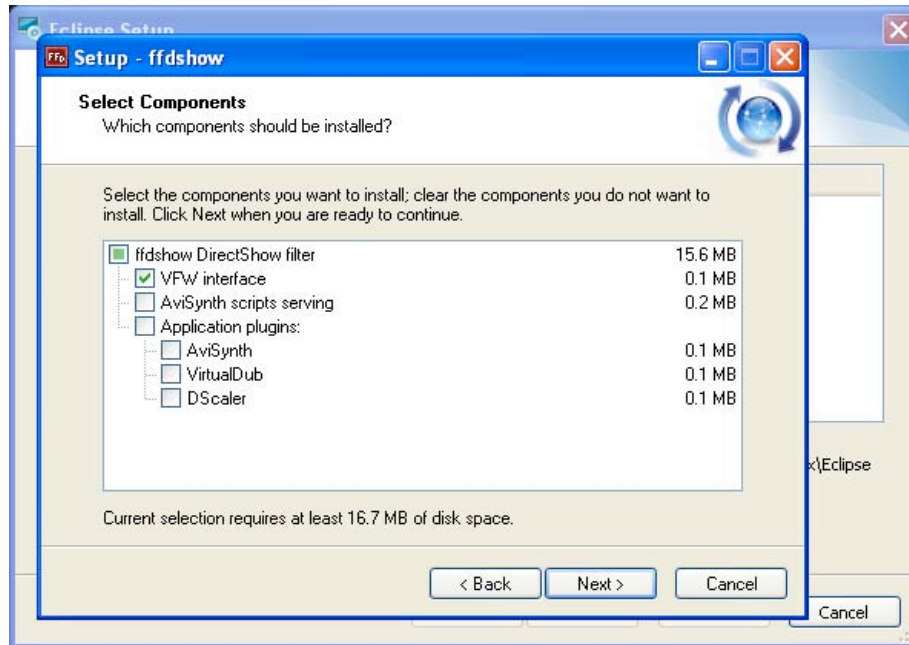 Eclipse Setup
FFD Setup - ffdshow
Select Components
Which components should be installed?
Select the components you want to install; clear the components you do not want to
install. Click Next when you are ready to continue.
ffdshow DirectShow filter 15.6 MB
VFW interface 0.1 MB
AviSynth scripts serving 0.2 MB
Application plugins:
AviSynth 0.1 MB
VirtualDub 0.1 MB
DScaler 0.1 MB
x\Eclipse
Current selection requires at least 16.7 MB of disk space.
< Back Next > Cancel
Cancel